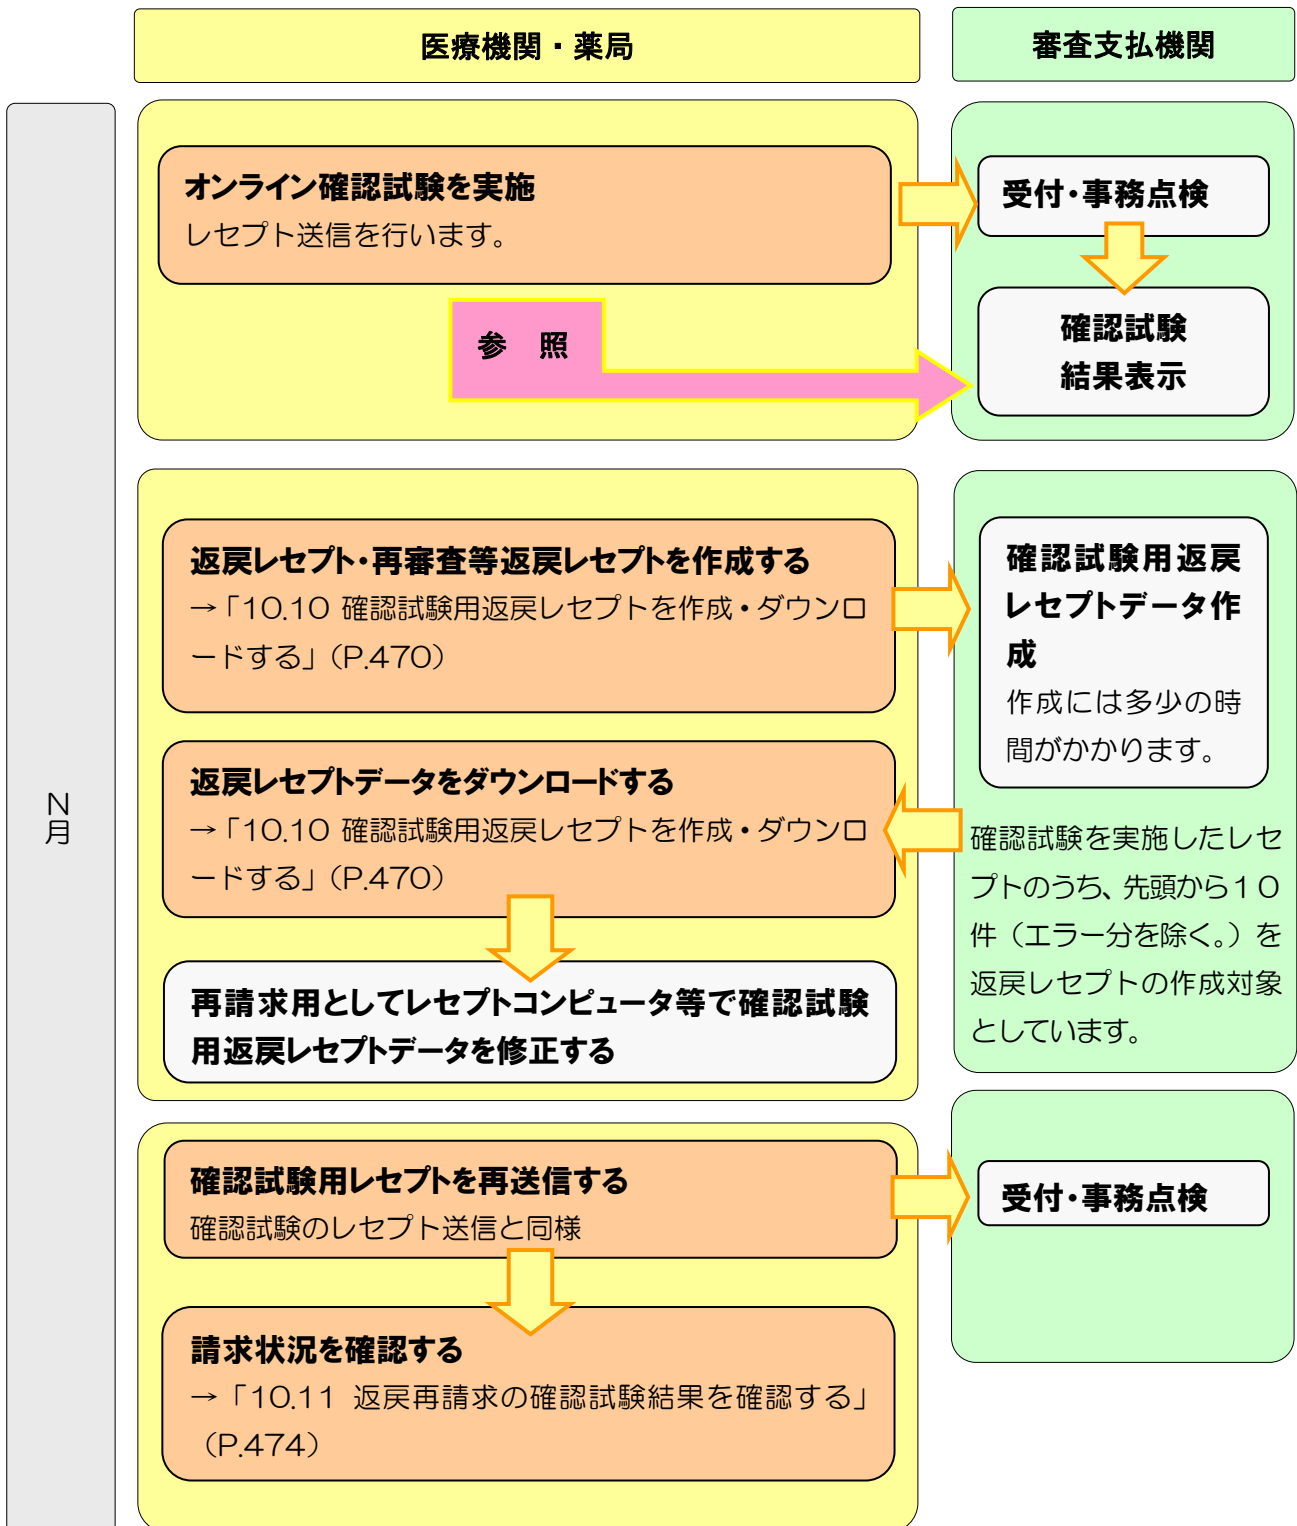 医療機関・薬局
審査支払機関
N月
オンライン確認試験を実施
レセプト送信を行います。
受付・事務点検
参　照
確認試験
結果表示
返戻レセプト・再審査等返戻レセプトを作成する
→「10.10 確認試験用返戻レセプトを作成・ダウンロ
ードする」（P.470）
確認試験用返戻
レセプトデータ作
成
作成には多少の時
間がかかります。
返戻レセプトデータをダウンロードする
→「10.10 確認試験用返戻レセプトを作成・ダウンロ
ードする」（P.470）
確認試験を実施したレセ
プトのうち、先頭から１０
件（エラー分を除く。）を
返戻レセプトの作成対象
としています。
再請求用としてレセプトコンピュータ等で確認試験
用返戻レセプトデータを修正する
確認試験用レセプトを再送信する
確認試験のレセプト送信と同様
受付・事務点検
請求状況を確認する
→「10.11 返戻再請求の確認試験結果を確認する」
（P.474）